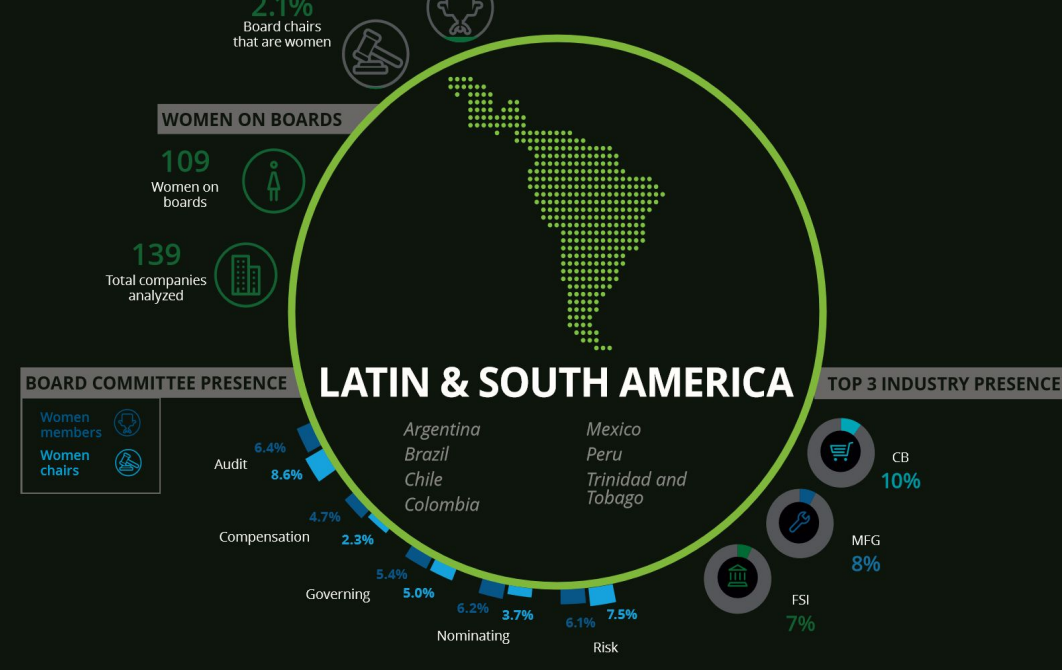 2.1%
Board chairs
that are women
WOMEN ON BOARDS
109
Women on
boards
139
Total companies
analyzed
BOARD COMMITTEE PRESENCE
Women
members
Women
chairs
LATIN & SOUTH AMERICA
Argentina
Brazil
Chile
Colombia
Mexico
Peru
Trinidad and
Tobago
TOP 3 INDUSTRY PRESENCE
CB
10%
MFG
8%
FSI
7%
Audit
6.4%
8.6%
Compensation
4.7%
2.3%
Governing
5.4%
5.0%
Nominating
6.2%
3.7%
Risk
6.1%
7.5%